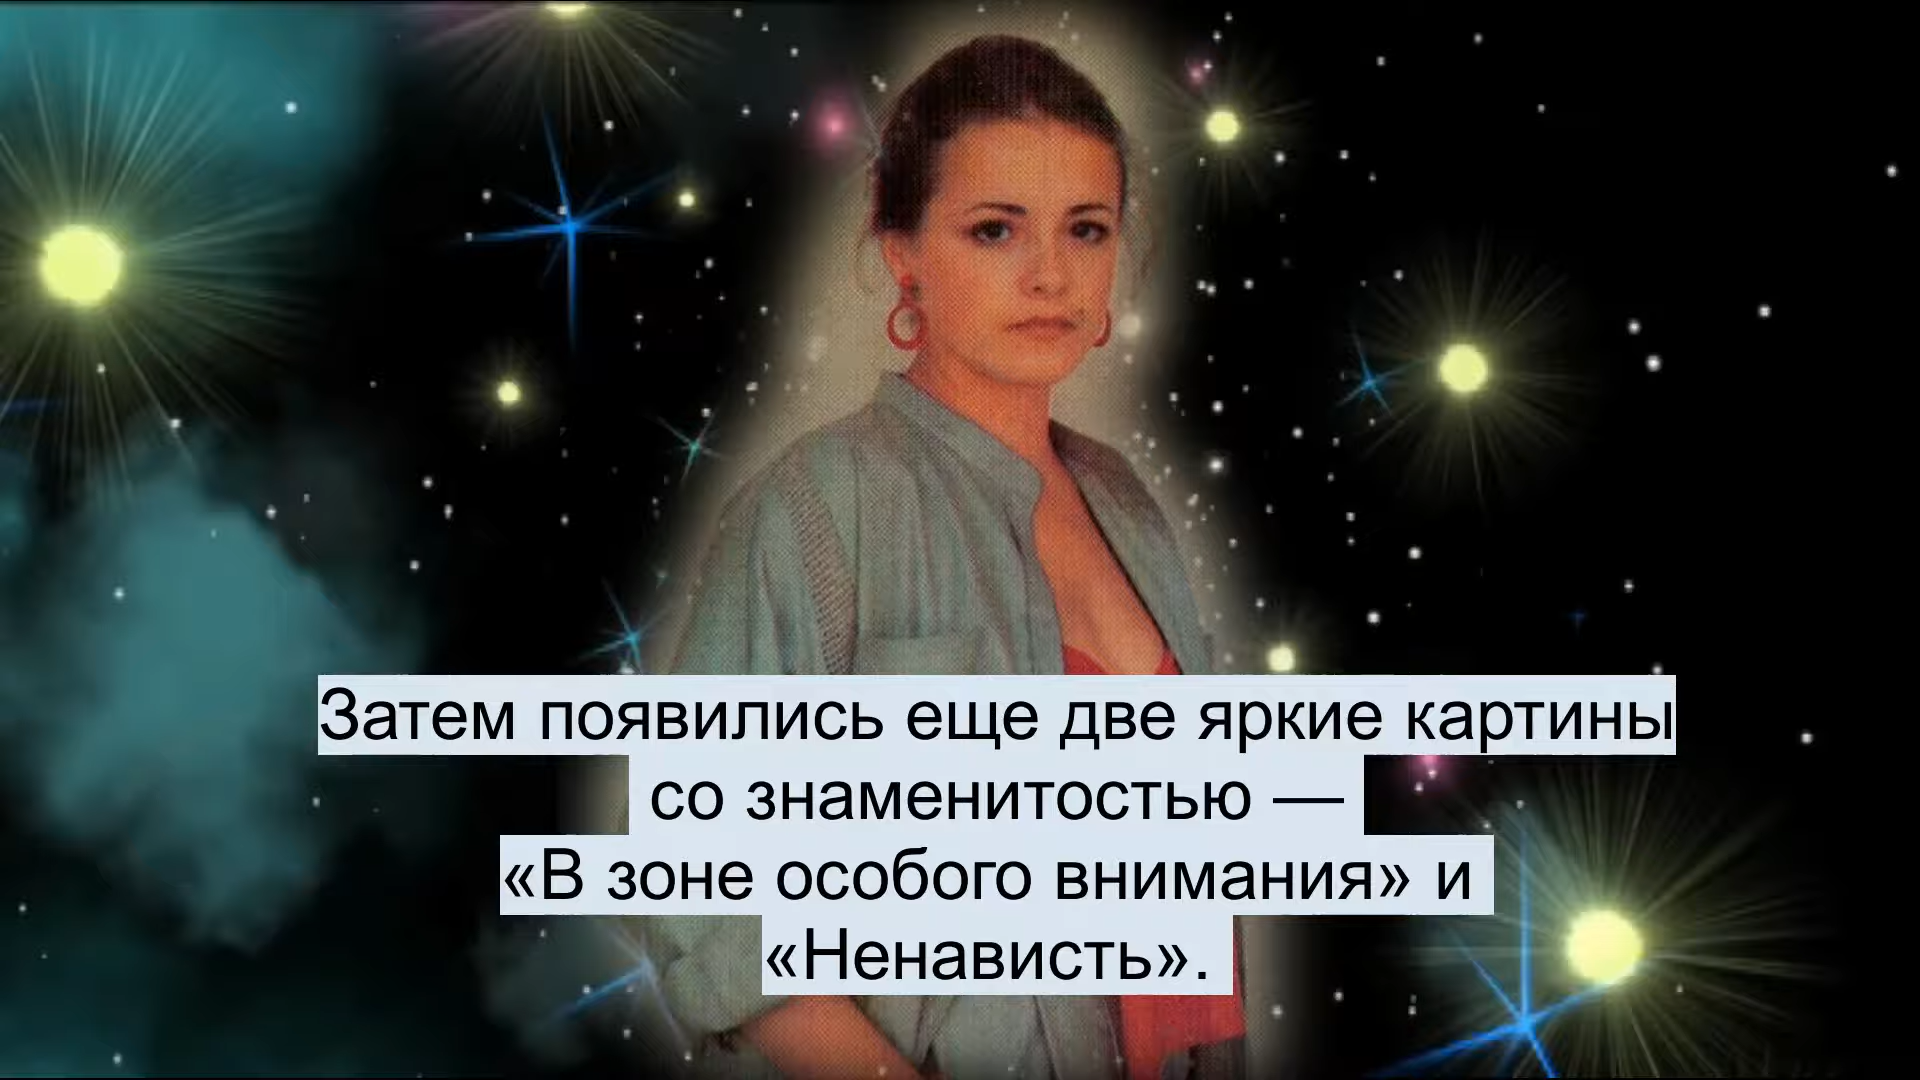 Затем появились еще две яркие картины
со знаменитостью —
«В зоне особого внимания» и
«Ненависть».